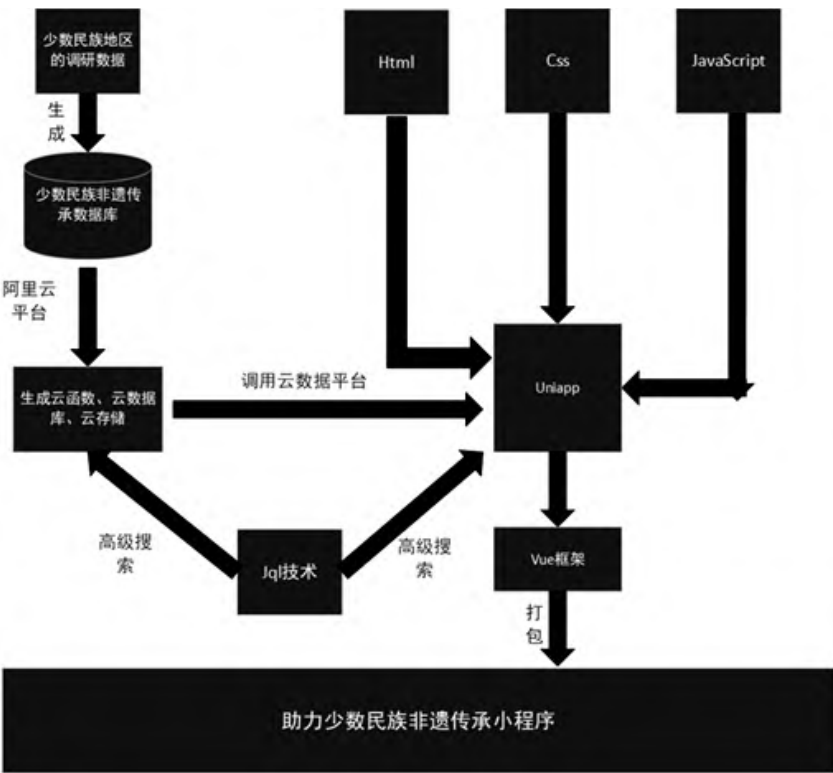 少数民族地区
的调研数据
Html
Css
JavaScript
生
成
少数民族非遗传
承数据库
阿里云
平台
生成云函数、云数据
库、云存储
调用云数据平台
Uniapp
高级搜
索
Jql技术
高级搜
索
Vue框架
打
包
助力少数民族非遗传承小程序